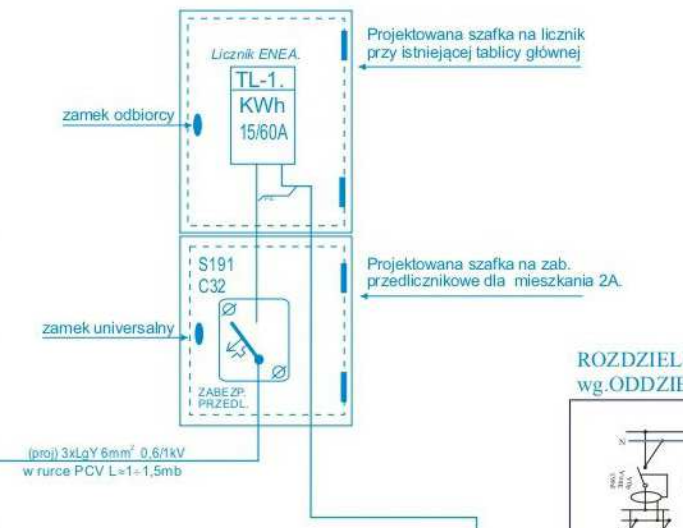 Projektowana szafka na licznik
przy istniejącej tablicy głównej
Licznik ENEA.
TL-1.
KWh
15/60A
zamek odbiorcy
Projektowana szafka na zab.
przedlicznikowe dla mieszkania 2A.
S191
C32
zamek uniwersalny
ZABEZP.
PRZEDL.
(proj) 3xLgY 6mm² 0,6/1kV
w rurce PCV L≈1÷1,5mb
ROZDZIEL
wg.ODDZIE
N